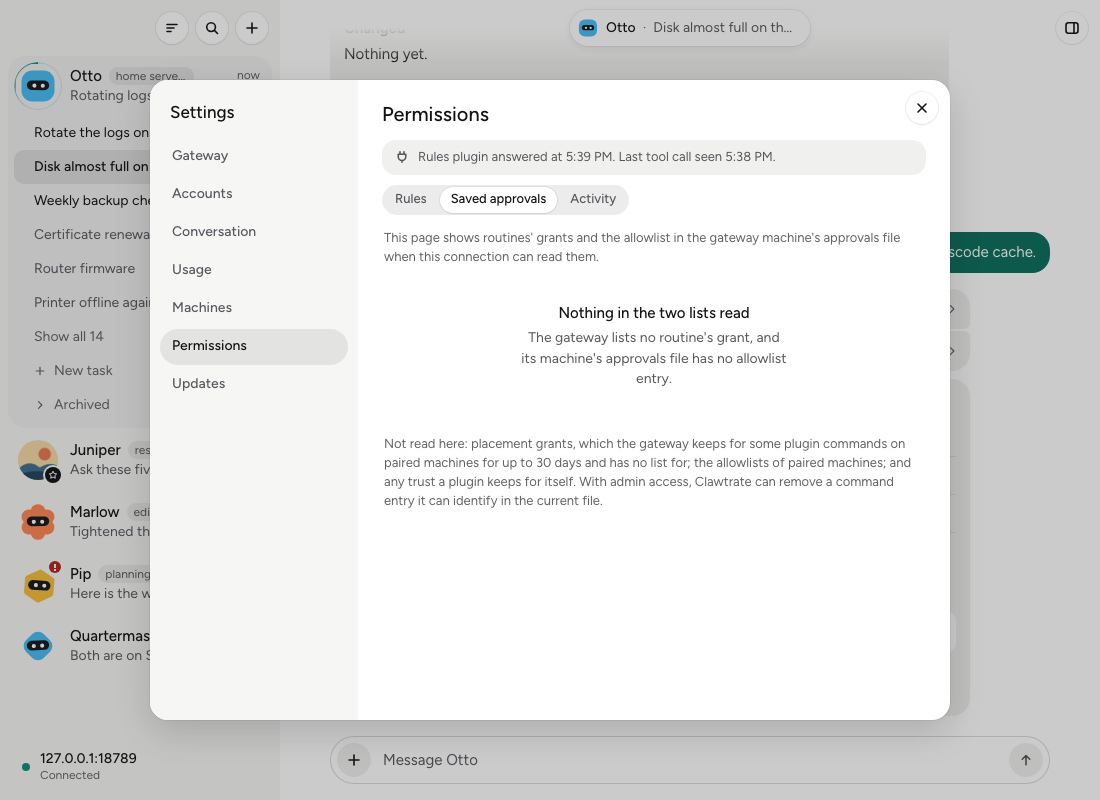 Changed
Nothing yet.
Otto · Disk almost full on th...
Otto home serve... now
Rotating logs
Rotate the logs on
Disk almost full on
Weekly backup che
Certificate renewa
Router firmware
Printer offline again
Show all 14
+ New task
Archived
Juniper res
Ask these fiv
Marlow edi
Tightened th
Pip planning
Here is the w
Quartermas
Both are on S
127.0.0.1:18789
Connected
scode cache.
Message Otto
Settings
Gateway
Accounts
Conversation
Usage
Machines
Permissions
Updates
Permissions
Rules plugin answered at 5:39 PM. Last tool call seen 5:38 PM.
Rules Saved approvals Activity
This page shows routines' grants and the allowlist in the gateway machine's approvals file
when this connection can read them.
Nothing in the two lists read
The gateway lists no routine's grant, and
its machine's approvals file has no allowlist
entry.
Not read here: placement grants, which the gateway keeps for some plugin commands on
paired machines for up to 30 days and has no list for; the allowlists of paired machines; and
any trust a plugin keeps for itself. With admin access, Clawtrate can remove a command
entry it can identify in the current file.